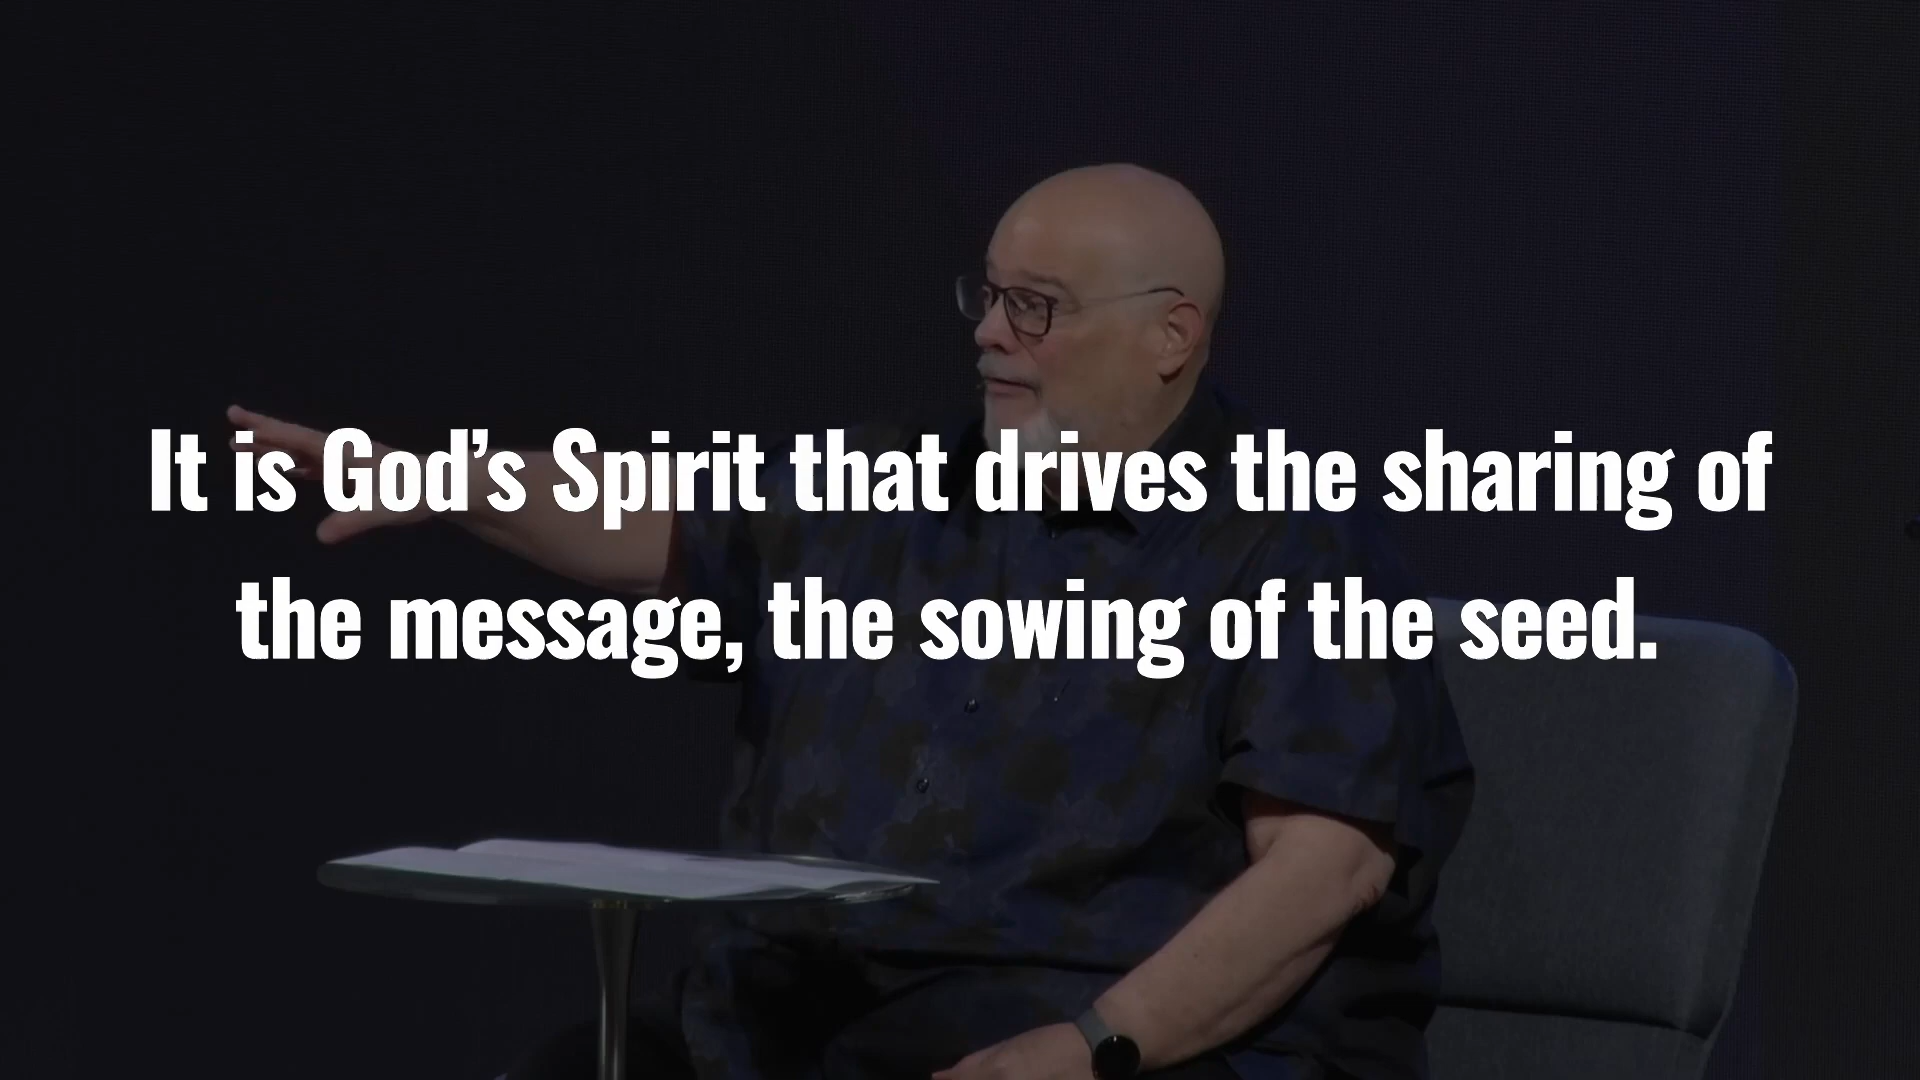 It is God’s Spirit that drives the sharing of
the message, the sowing of the seed.